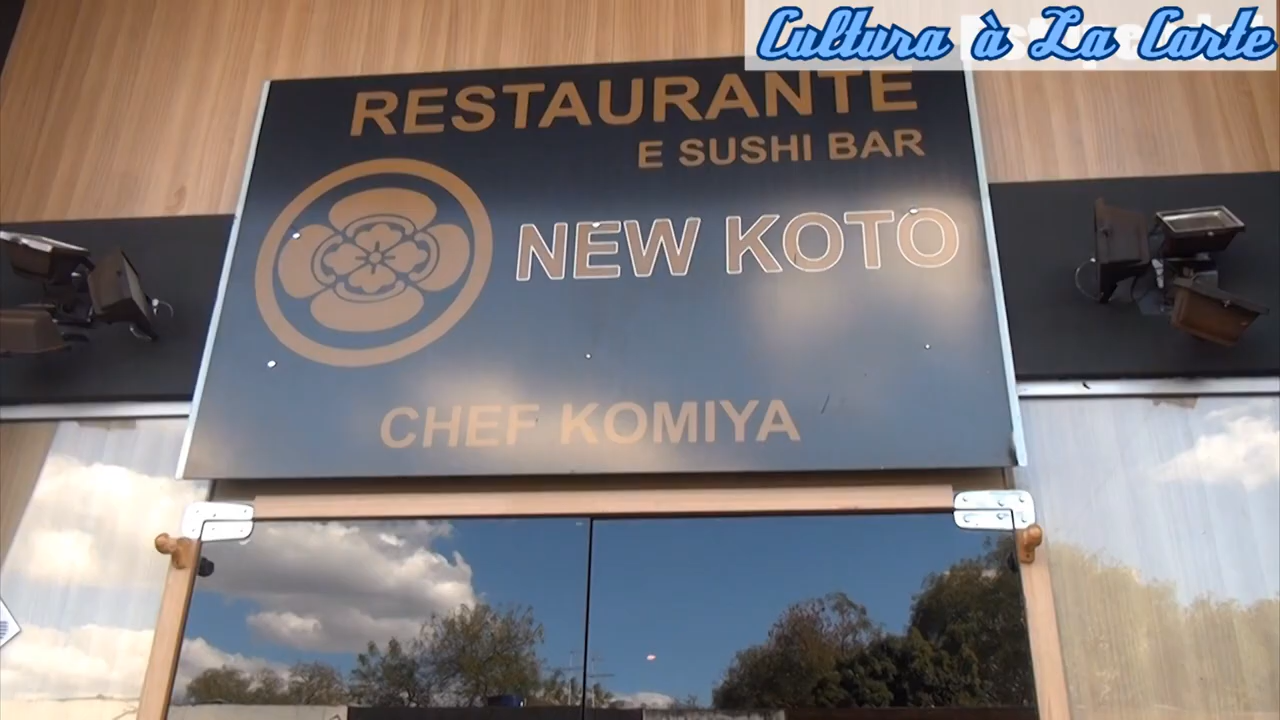 Cultura à La Carte
RESTAURANTE
E SUSHI BAR
NEW KOTO
CHEF KOMIYA